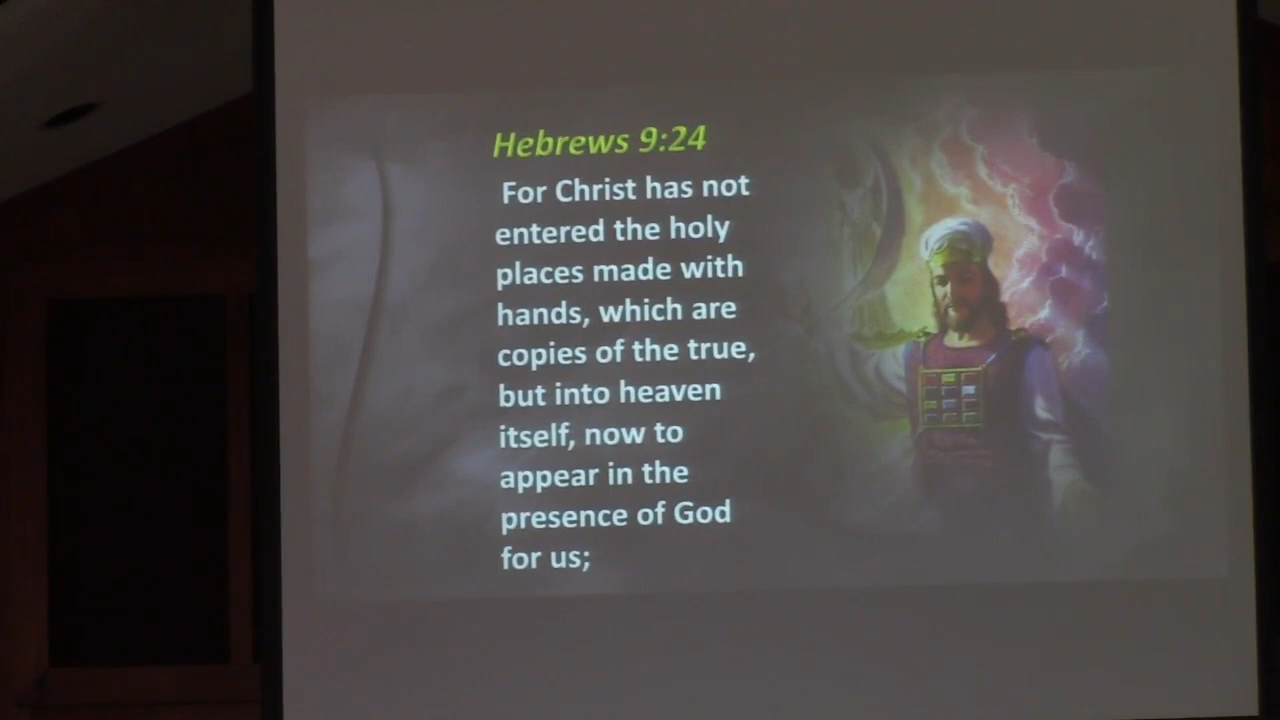 Hebrews 9:24
For Christ has not
entered the holy
places made with
hands, which are
copies of the true,
but into heaven
itself, now to
appear in the
presence of God
for us;